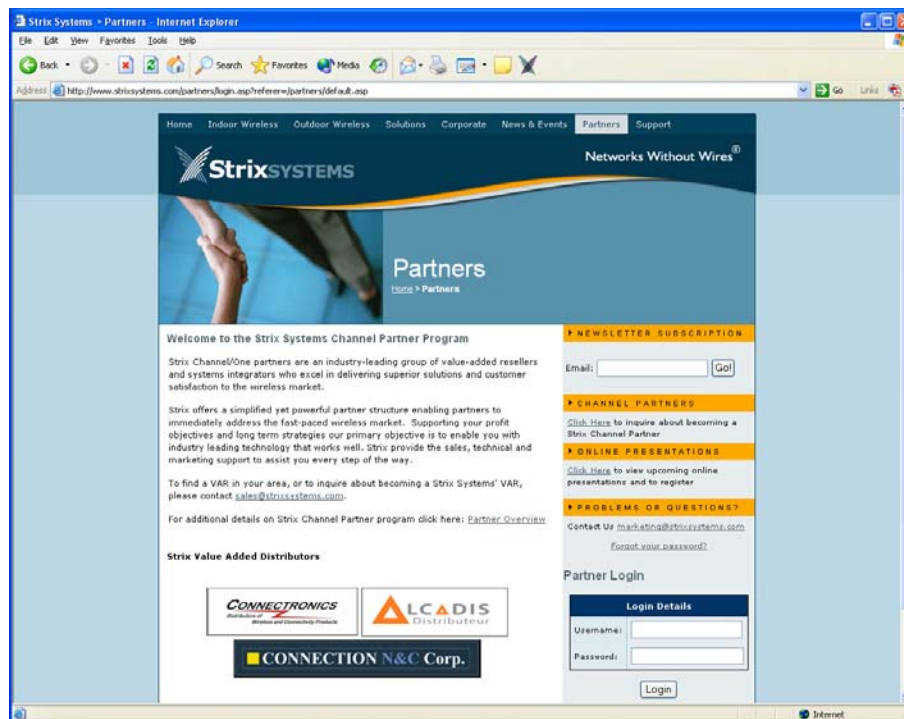 Strix Systems > Partners - Internet Explorer
File Edit View Favorites Tools Help
Back Search Favorites Media
Address http://www.strixsystems.com/partners/login.asp?referer=/partners/default.asp Go Links
Home Indoor Wireless Outdoor Wireless Solutions Corporate News & Events Partners Support
StrixSYSTEMS
Networks Without Wires®
Partners
Home > Partners
Welcome to the Strix Systems Channel Partner Program
Strix Channel/One partners are an industry-leading group of value-added resellers
and systems integrators who excel in delivering superior solutions and customer
satisfaction to the wireless market.
Strix offers a simplified yet powerful partner structure enabling partners to
immediately address the fast-paced wireless market. Supporting your profit
objectives and long term strategies our primary objective is to enable you with
industry leading technology that works well. Strix provide the sales, technical and
marketing support to assist you every step of the way.
To find a VAR in your area, or to inquire about becoming a Strix Systems' VAR,
please contact sales@strixsystems.com.
For additional details on Strix Channel Partner program click here: Partner Overview
Strix Value Added Distributors
CONNECTRONICS
Distributors of
Wireless and Connectivity Products
ALCADIS
Distributeur
CONNECTION N&C Corp.
NEWSLETTER SUBSCRIPTION
Email: Go!
CHANNEL PARTNERS
Click Here to inquire about becoming a
Strix Channel Partner
ONLINE PRESENTATIONS
Click Here to view upcoming online
presentations and to register
PROBLEMS OR QUESTIONS?
Contact Us marketing@strixsystems.com
Forgot your password?
Partner Login
Login Details
Username:
Password:
Login
Internet